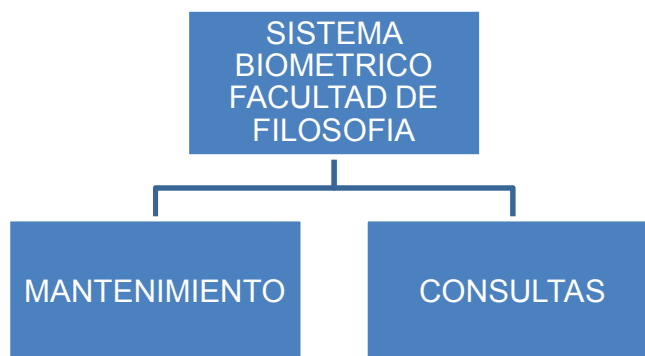 SISTEMA
BIOMETRICO
FACULTAD DE
FILOSOFIA
MANTENIMIENTO
CONSULTAS